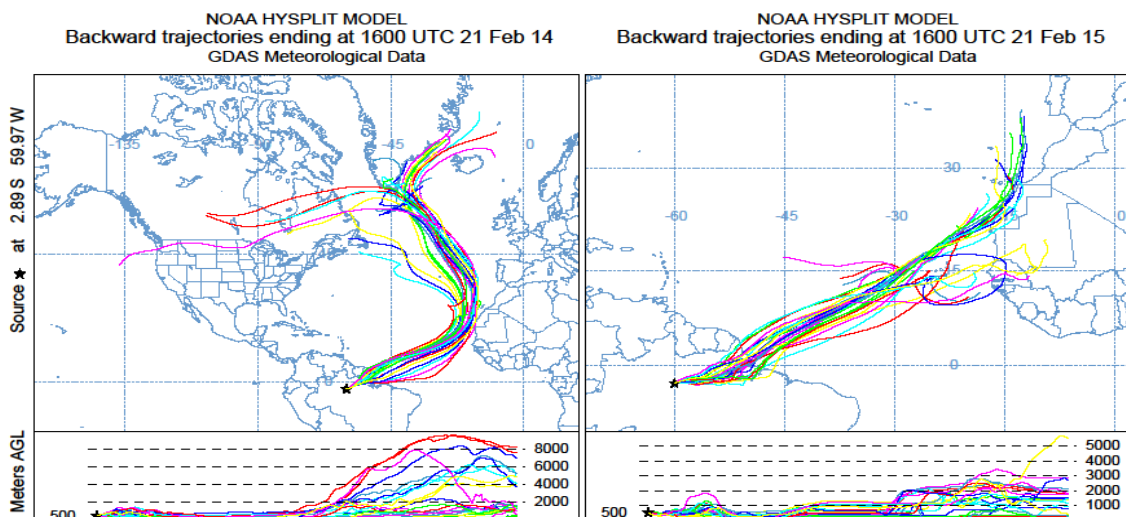 NOAA HYSPLIT MODEL
Backward trajectories ending at 1600 UTC 21 Feb 14
GDAS Meteorological Data
Source ★ at 2.89 S 59.97 W
-135
-45
0
0
Meters AGL
500
8000
6000
4000
2000
NOAA HYSPLIT MODEL
Backward trajectories ending at 1600 UTC 21 Feb 15
GDAS Meteorological Data
30
-60
-45
-30
0
0
500
5000
4000
3000
2000
1000